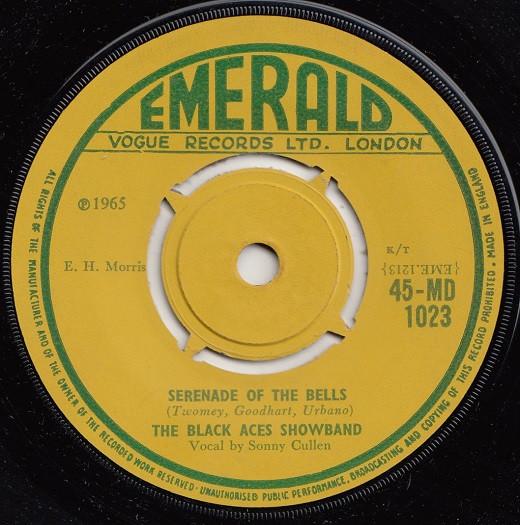 EMERALD
VOGUE RECORDS LTD. LONDON
℗ 1965
E. H. Morris
K/T
{EME.1213}
45-MD
1023
SERENADE OF THE BELLS
(Twomey, Goodhart, Urbano)
THE BLACK ACES SHOWBAND
Vocal by Sonny Cullen
ALL RIGHTS OF THE MANUFACTURER AND OF THE OWNER OF THE RECORDED WORK RESERVED · UNAUTHORISED PUBLIC PERFORMANCE, BROADCASTING AND COPYING OF THIS RECORD PROHIBITED. MADE IN ENGLAND